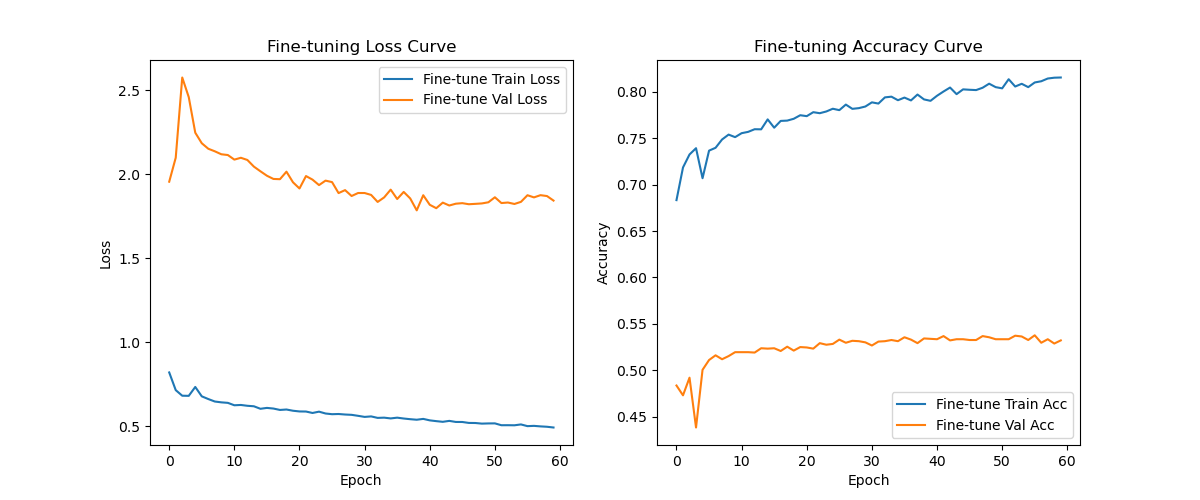 Fine-tuning Loss Curve
Fine-tune Train Loss
Fine-tune Val Loss
2.5
2.0
1.5
1.0
0.5
Loss
0 10 20 30 40 50 60
Epoch
Fine-tuning Accuracy Curve
0.80
0.75
0.70
0.65
0.60
0.55
0.50
0.45
Accuracy
Fine-tune Train Acc
Fine-tune Val Acc
0 10 20 30 40 50 60
Epoch